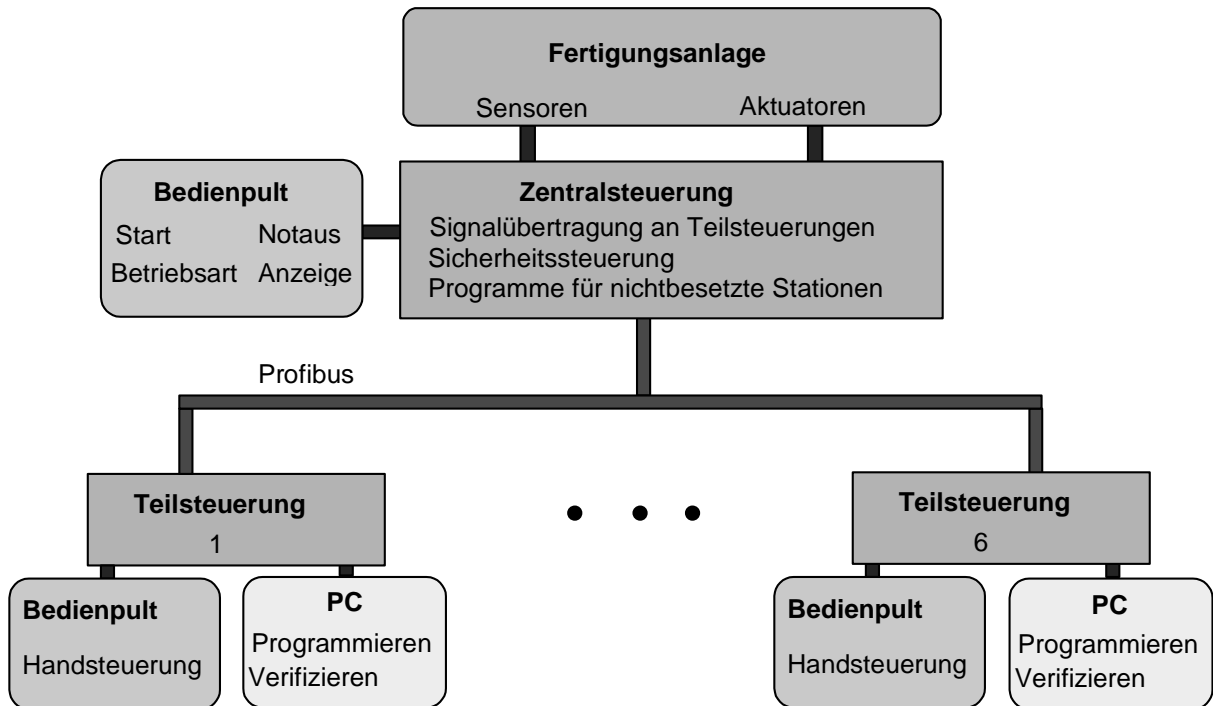 Fertigungsanlage
Sensoren Aktuatoren
Bedienpult
Start Notaus
Betriebsart Anzeige
Zentralsteuerung
Signalübertragung an Teilsteuerungen
Sicherheitssteuerung
Programme für nichtbesetzte Stationen
Profibus
Teilsteuerung
1
Teilsteuerung
6
Bedienpult
Handsteuerung
PC
Programmieren
Verifizieren
Bedienpult
Handsteuerung
PC
Programmieren
Verifizieren